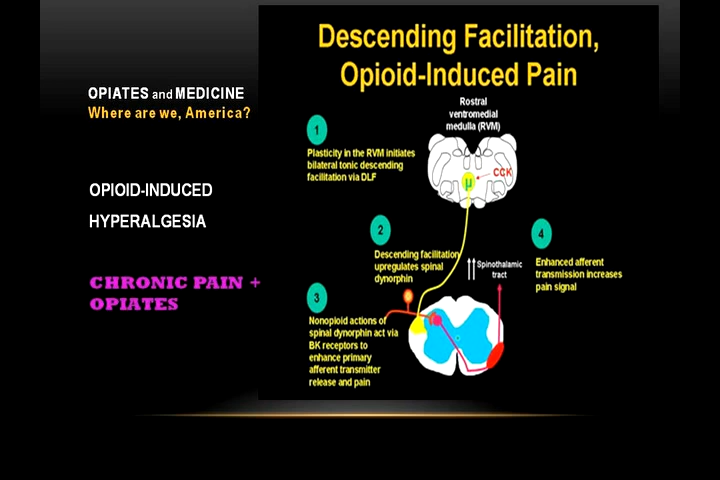 OPIATES and MEDICINE
Where are we, America?
OPIOID-INDUCED
HYPERALGESIA
CHRONIC PAIN +
OPIATES
Descending Facilitation,
Opioid-Induced Pain
Rostral
ventromedial
medulla (RVM)
1
Plasticity in the RVM initiates
bilateral tonic descending
facilitation via DLF
μ
CCK
2
Descending facilitation
upregulates spinal
dynorphin
Spinothalamic
tract
4
Enhanced afferent
transmission increases
pain signal
3
Nonopioid actions of
spinal dynorphin act via
BK receptors to
enhance primary
afferent transmitter
release and pain